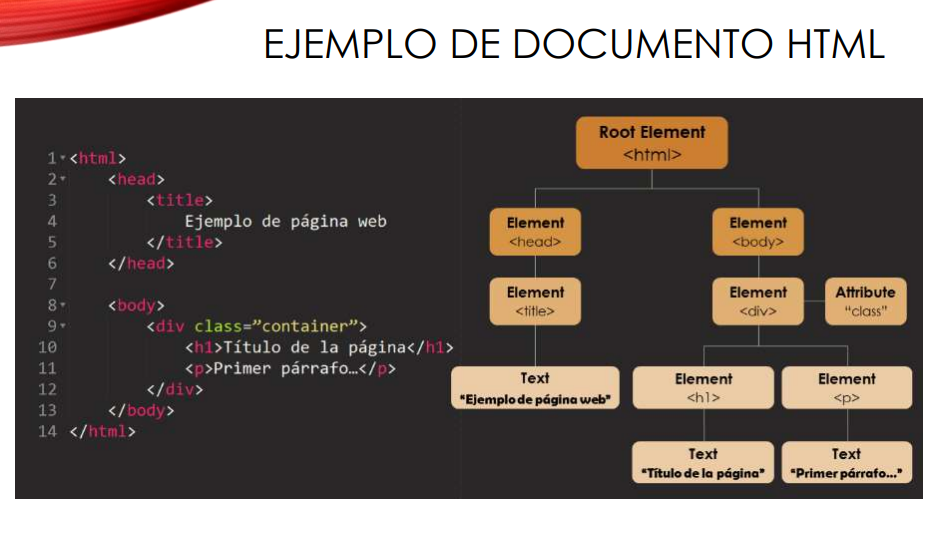 EJEMPLO DE DOCUMENTO HTML
1 <html>
2 <head>
3 <title>
4 Ejemplo de página web
5 </title>
6 </head>
7
8 <body>
9 <div class=”container”>
10 <h1>Título de la página</h1>
11 <p>Primer párrafo…</p>
12 </div>
13 </body>
14 </html>
Root Element
<html>
Element
<head>
Element
<body>
Element
<title>
Element
<div>
Attribute
“class”
Text
“Ejemplo de página web”
Element
<h1>
Element
<p>
Text
“Título de la página”
Text
“Primer párrafo…”